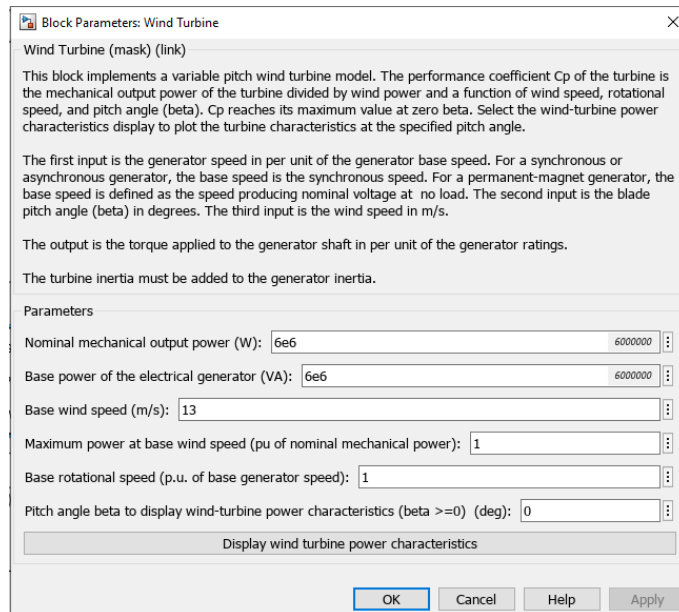 Block Parameters: Wind Turbine
Wind Turbine (mask) (link)
This block implements a variable pitch wind turbine model. The performance coefficient Cp of the turbine is
the mechanical output power of the turbine divided by wind power and a function of wind speed, rotational
speed, and pitch angle (beta). Cp reaches its maximum value at zero beta. Select the wind-turbine power
characteristics display to plot the turbine characteristics at the specified pitch angle.
The first input is the generator speed in per unit of the generator base speed. For a synchronous or
asynchronous generator, the base speed is the synchronous speed. For a permanent-magnet generator, the
base speed is defined as the speed producing nominal voltage at no load. The second input is the blade
pitch angle (beta) in degrees. The third input is the wind speed in m/s.
The output is the torque applied to the generator shaft in per unit of the generator ratings.
The turbine inertia must be added to the generator inertia.
Parameters
Nominal mechanical output power (W): 6e6 6000000
Base power of the electrical generator (VA): 6e6 6000000
Base wind speed (m/s): 13
Maximum power at base wind speed (pu of nominal mechanical power): 1
Base rotational speed (p.u. of base generator speed): 1
Pitch angle beta to display wind-turbine power characteristics (beta >=0) (deg): 0
Display wind turbine power characteristics
OK Cancel Help Apply